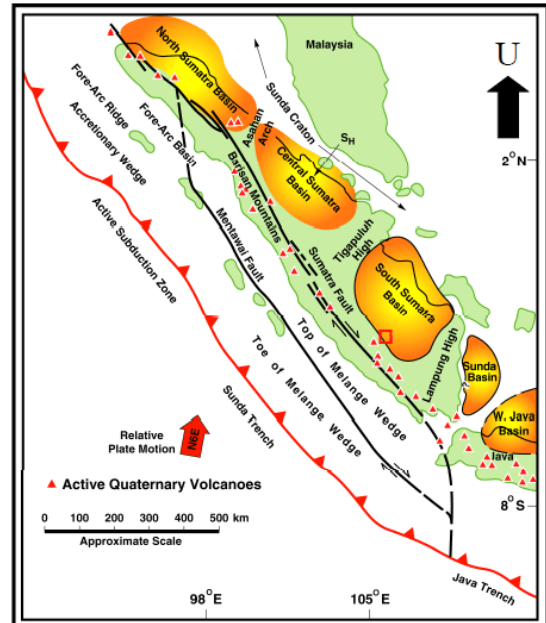 U
Malaysia
North Sumatra Basin
Sunda Craton
Asahan
Arch
S_H
2°N
Fore-Arc Ridge
Accretionary Wedge
Fore-Arc Basin
Active Subduction Zone
Barisan Mountains
Central Sumatra
Basin
Mentawai Fault
Tigapuluh
High
Sumatra Fault
South Sumatra
Basin
Top of Melange Wedge
Toe of Melange Wedge
Lampung High
Sunda
Basin
?
W. Java
Basin
Java
Sunda Trench
Relative
Plate Motion
N6E
Active Quaternary Volcanoes
0 100 200 300 400 500 km
Approximate Scale
8°S
Java Trench
98°E
105°E